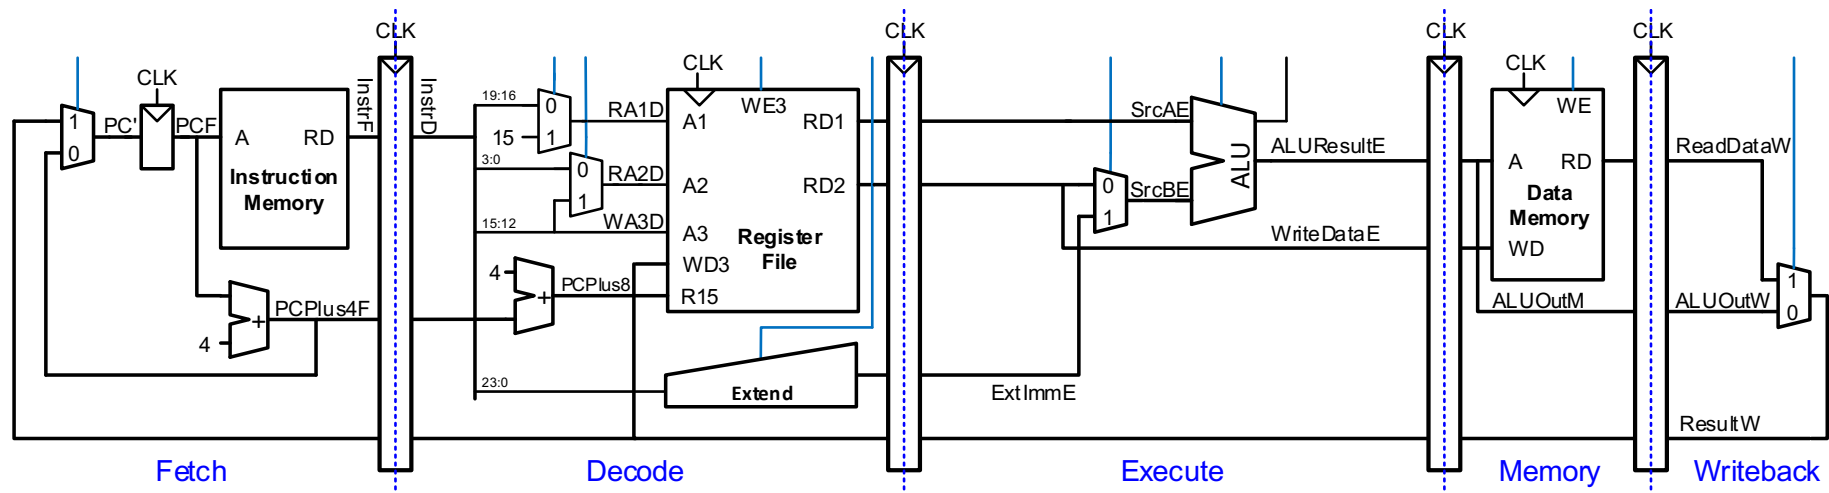 CLK
CLK
CLK
CLK
CLK
CLK
CLK
1
0
PC'
PCF
A
RD
Instruction
Memory
InstrF
InstrD
4
+
PCPlus4F
19:16
0
1
15
RA1D
3:0
0
1
RA2D
15:12
WA3D
4
+
PCPlus8
23:0
WE3
A1
RD1
A2
RD2
A3
Register
File
WD3
R15
Extend
ExtImmE
0
1
SrcAE
SrcBE
ALU
ALUResultE
WriteDataE
WE
A
RD
Data
Memory
WD
ALUOutM
ReadDataW
ALUOutW
1
0
ResultW
Fetch
Decode
Execute
Memory
Writeback